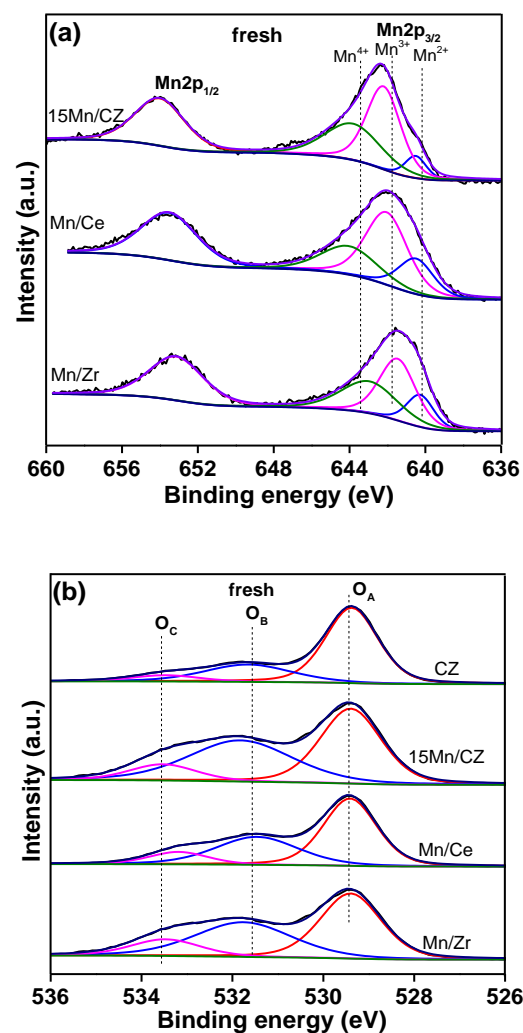 (a)
fresh
Mn2p3/2
Mn4+ Mn3+ Mn2+
Mn2p1/2
15Mn/CZ
Mn/Ce
Mn/Zr
Intensity (a.u.)
660 656 652 648 644 640 636
Binding energy (eV)
(b)
fresh
OC OB OA
CZ
15Mn/CZ
Mn/Ce
Mn/Zr
Intensity (a.u.)
536 534 532 530 528 526
Binding energy (eV)